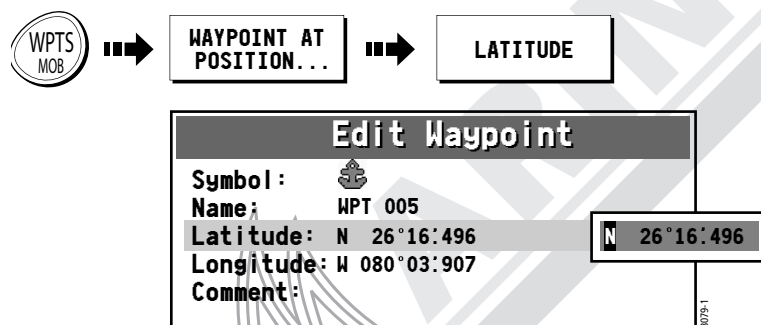 WPTS
MOB
WAYPOINT AT
POSITION...
LATITUDE
Edit Waypoint
Symbol:
Name: WPT 005
Latitude: N 26°16'.496
N 26°16'.496
Longitude: W 080°03'.907
Comment: